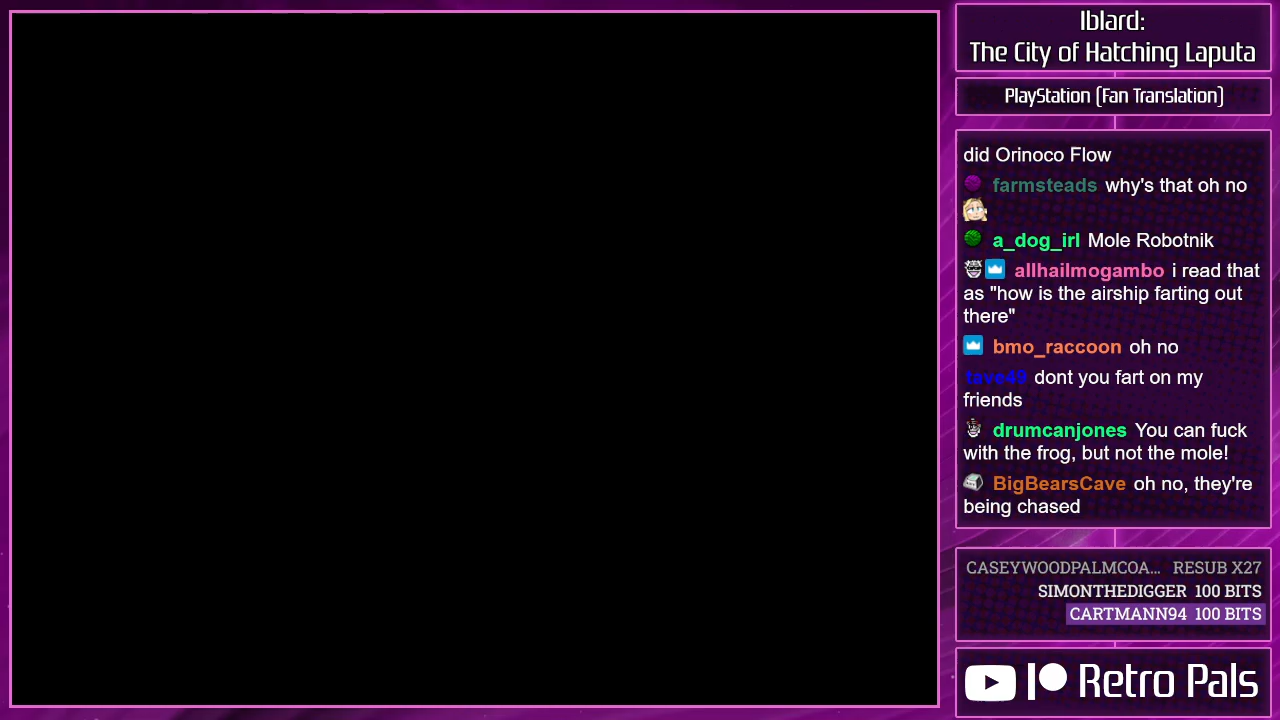 Iblard:
The City of Hatching Laputa
PlayStation (Fan Translation)
did Orinoco Flow
farmsteads why's that oh no
a_dog_irl Mole Robotnik
allhailmogambo i read that
as "how is the airship farting out
there"
bmo_raccoon oh no
tave49 dont you fart on my
friends
drumcanjones You can fuck
with the frog, but not the mole!
BigBearsCave oh no, they're
being chased
CASEYWOODPALMCOA... RESUB X27
SIMONTHEDIGGER 100 BITS
CARTMANN94 100 BITS
Retro Pals